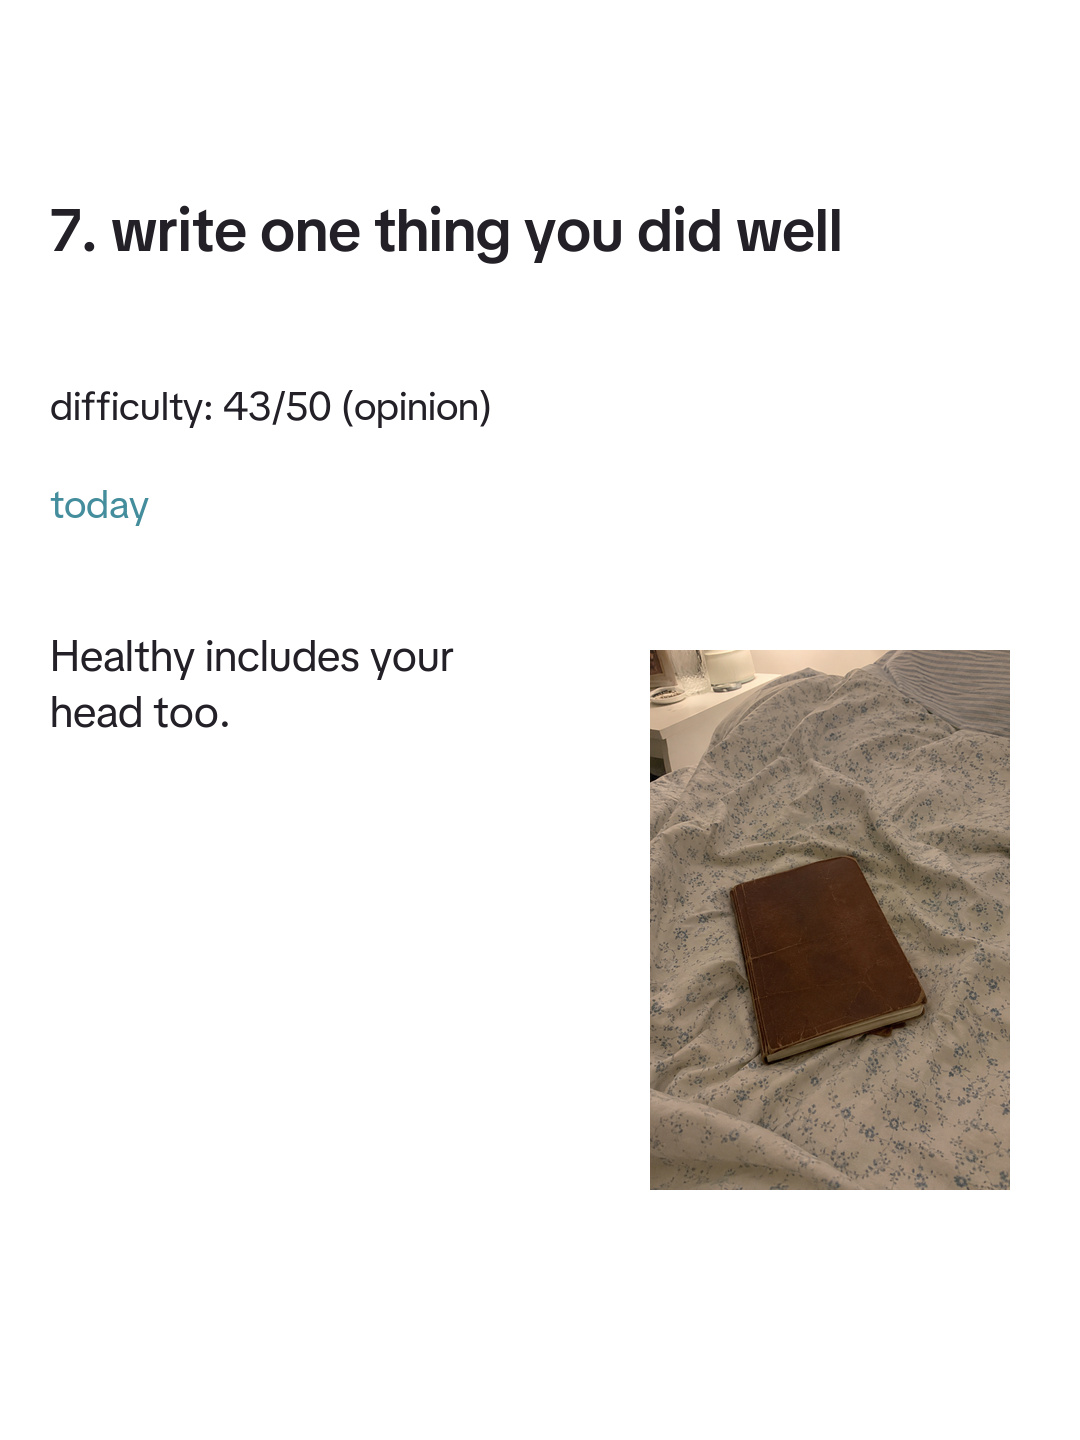 7. write one thing you did well
difficulty: 43/50 (opinion)
today
Healthy includes your
head too.